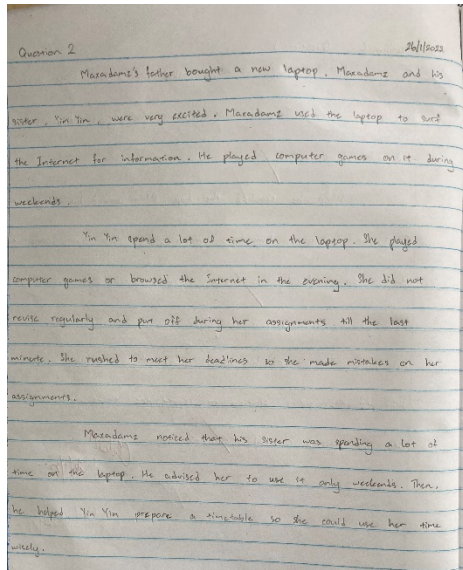 Question 2 26/1/2022
Maxadamz's father bought a new laptop. Maxadamz and his
sister, Yin Yin, were very excited. Maxadamz used the laptop to surf
the Internet for information. He played computer games on it during
weekends.
Yin Yin spend a lot of time on the laptop. She played
computer games or browsed the Internet in the evening. She did not
revise regularly and put off during her assignments till the last
minute. She rushed to meet her deadlines so she made mistakes on her
assignments.
Maxadamz noticed that his sister was spending a lot of
time on the laptop. He advised her to use it only weekends. Then,
he helped Yin Yin prepare a timetable so she could use her time
wisely.